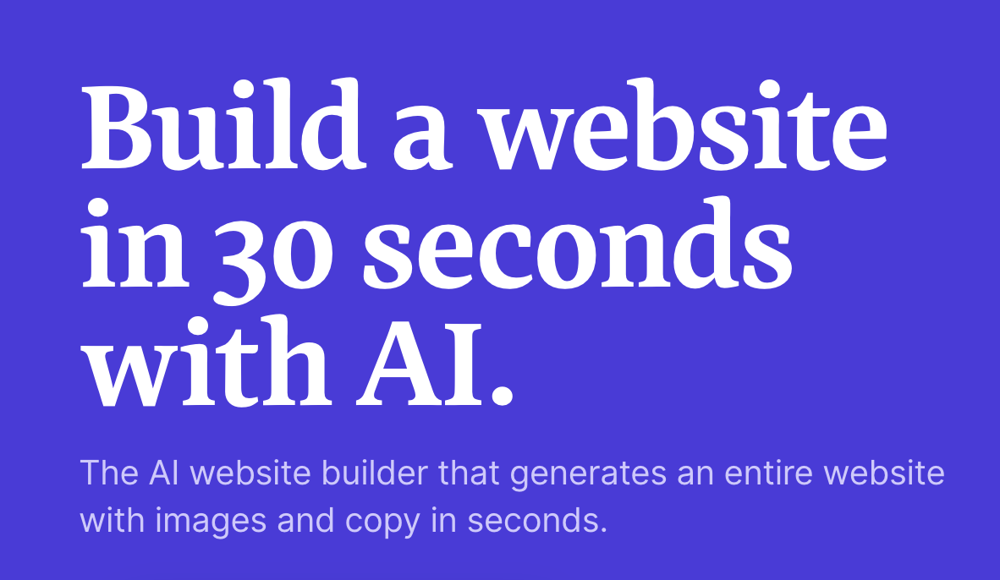 Build a website
in 30 seconds
with AI.
The AI website builder that generates an entire website
with images and copy in seconds.